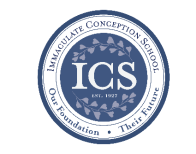 IMMACULATE CONCEPTION SCHOOL
ICS
EST. 1927
Our Foundation • Their Future